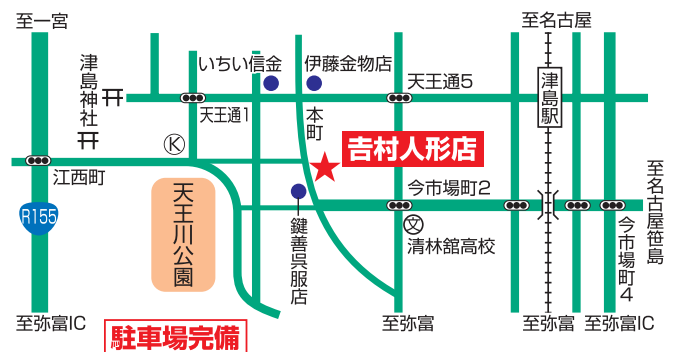 至一宮
至名古屋
津島神社
いちい信金
伊藤金物店
天王通5
津島駅
天王通1
本町
K
𠮷村人形店
江西町
今市場町2
至名古屋笹島
R155
天王川公園
鍵善呉服店
文
清林館高校
今市場町4
至弥富IC
至弥富
至弥富
至弥富IC
駐車場完備